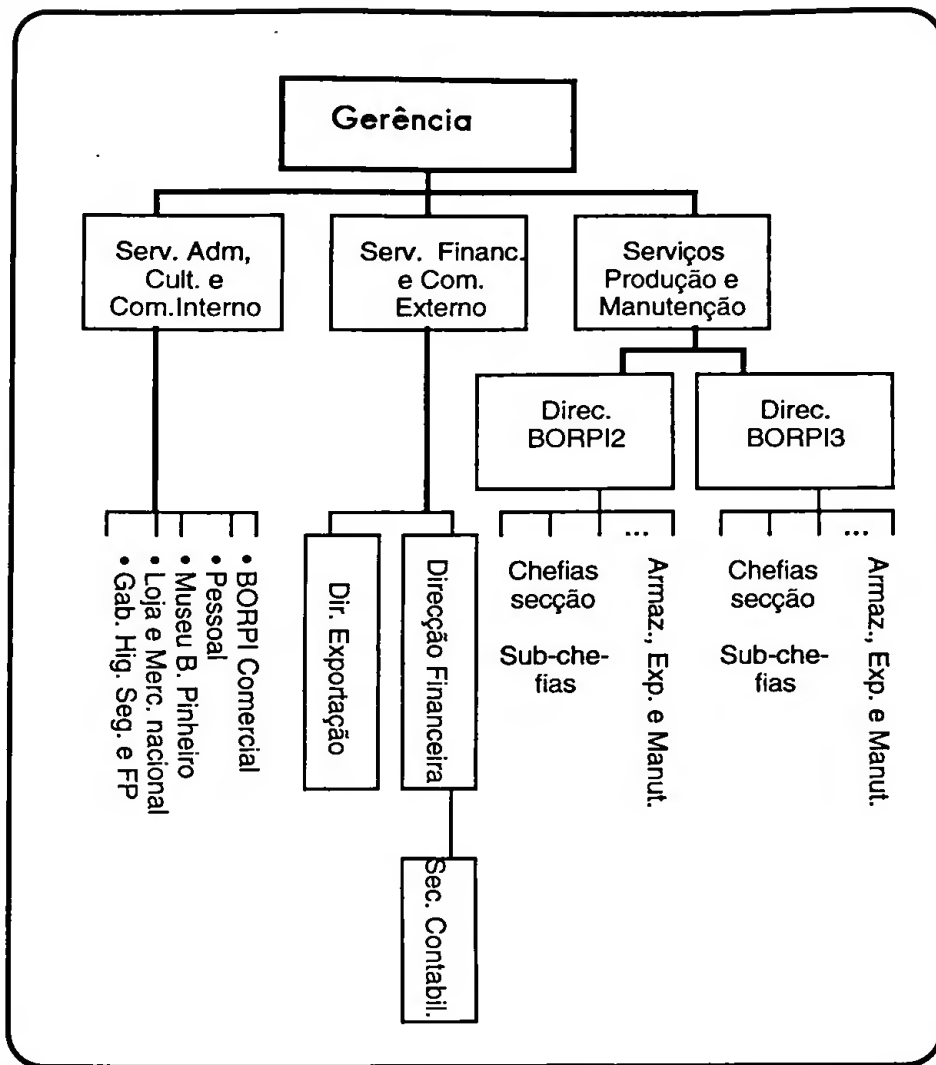 Gerência
Serv. Adm,
Cult. e
Com.Interno
Serv. Financ.
e Com.
Externo
Serviços
Produção e
Manutenção
Direc.
BORPI2
Direc.
BORPI3
• BORPI Comercial
• Pessoal
• Museu B. Pinheiro
• Loja e Merc. nacional
• Gab. Hig. Seg. e FP
Dir. Exportação
Direcção Financeira
Sec. Contabil.
Chefias
secção
Sub-che-
fias
...
Armaz., Exp. e Manut.
Chefias
secção
Sub-che-
fias
...
Armaz., Exp. e Manut.